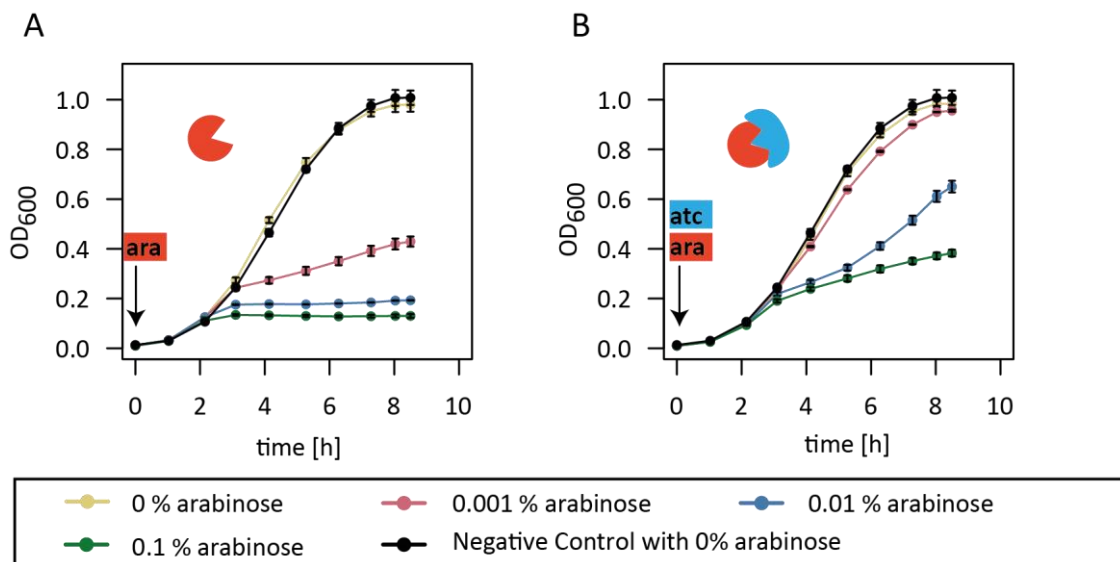 A
B
OD600
1.0
0.8
0.6
0.4
0.2
0.0
ara
0 2 4 6 8 10
time [h]
OD600
1.0
0.8
0.6
0.4
0.2
0.0
atc
ara
0 2 4 6 8 10
time [h]
0 % arabinose
0.001 % arabinose
0.01 % arabinose
0.1 % arabinose
Negative Control with 0% arabinose